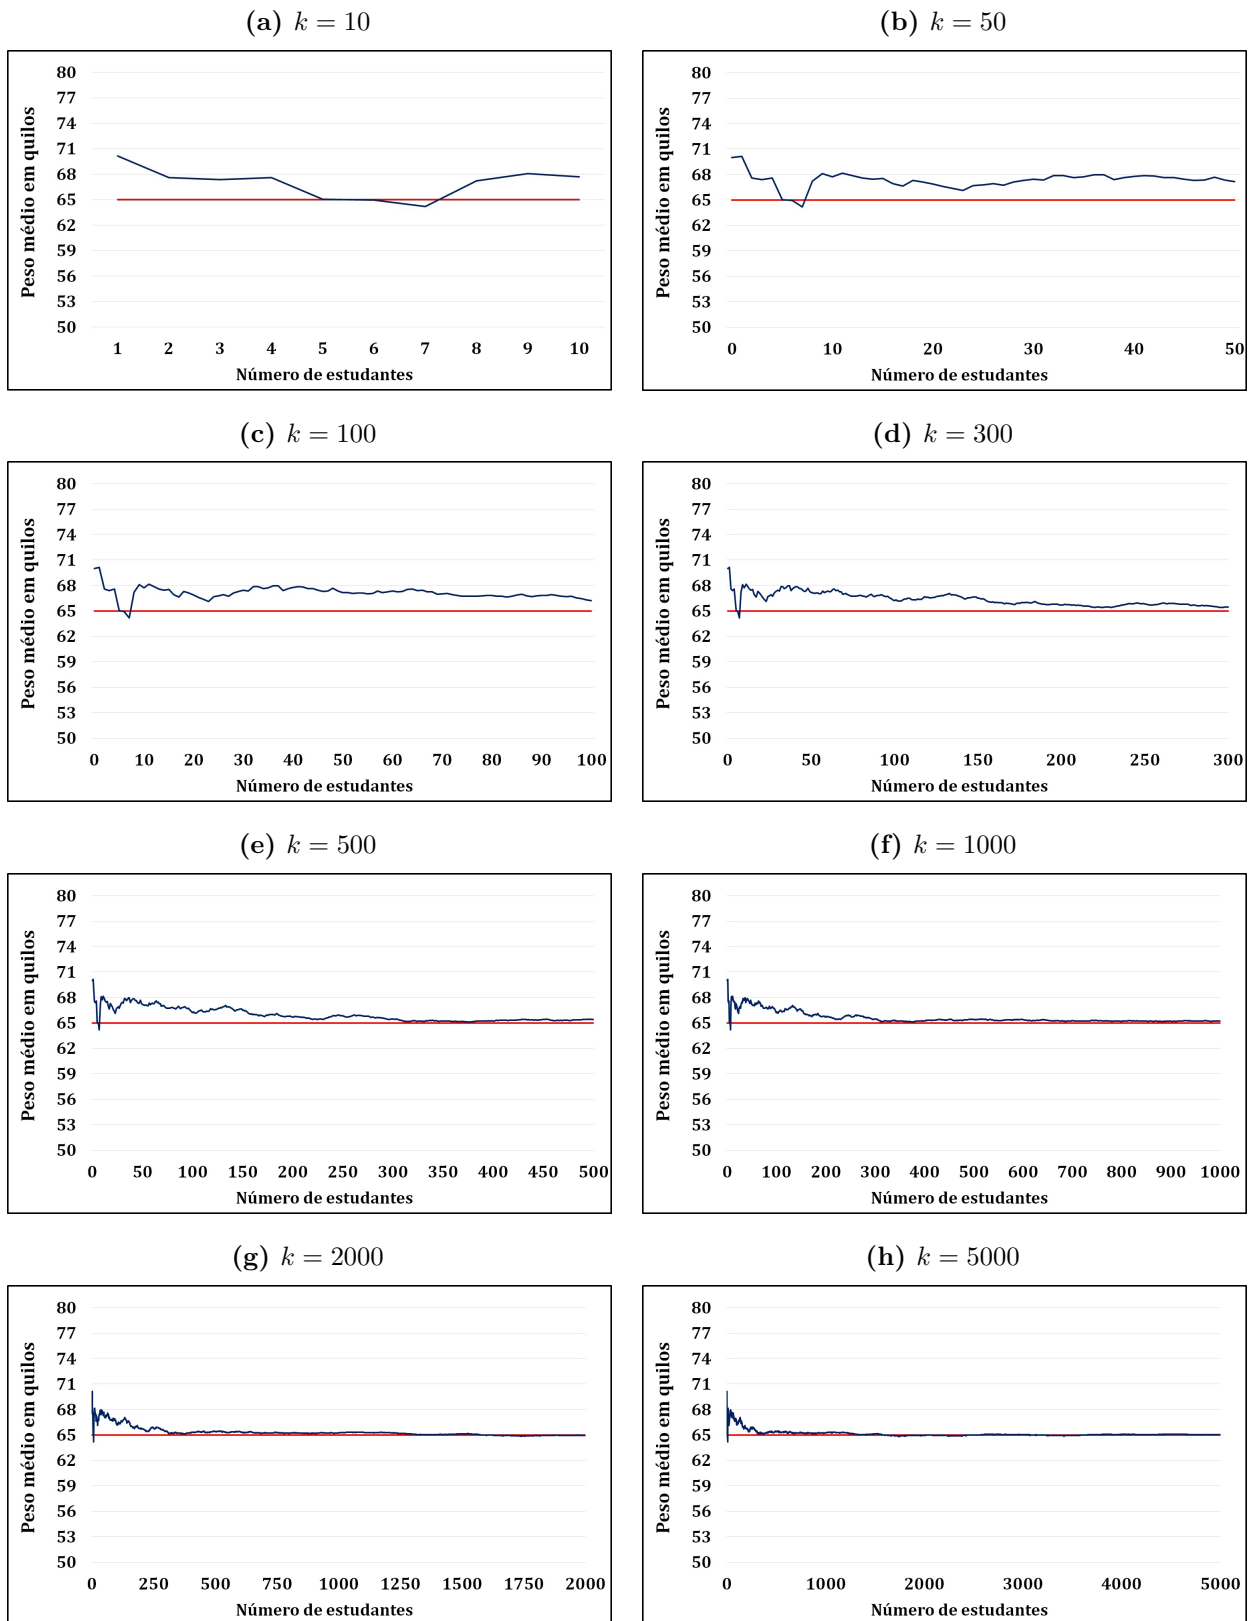 (a) k = 10
(b) k = 50
80
77
74
71
68
65
62
59
56
53
50
Peso médio em quilos
1 2 3 4 5 6 7 8 9 10
Número de estudantes
80
77
74
71
68
65
62
59
56
53
50
Peso médio em quilos
0 10 20 30 40 50
Número de estudantes
(c) k = 100
(d) k = 300
80
77
74
71
68
65
62
59
56
53
50
Peso médio em quilos
0 10 20 30 40 50 60 70 80 90 100
Número de estudantes
80
77
74
71
68
65
62
59
56
53
50
Peso médio em quilos
0 50 100 150 200 250 300
Número de estudantes
(e) k = 500
(f) k = 1000
80
77
74
71
68
65
62
59
56
53
50
Peso médio em quilos
0 50 100 150 200 250 300 350 400 450 500
Número de estudantes
80
77
74
71
68
65
62
59
56
53
50
Peso médio em quilos
0 100 200 300 400 500 600 700 800 900 1000
Número de estudantes
(g) k = 2000
(h) k = 5000
80
77
74
71
68
65
62
59
56
53
50
Peso médio em quilos
0 250 500 750 1000 1250 1500 1750 2000
Número de estudantes
80
77
74
71
68
65
62
59
56
53
50
Peso médio em quilos
0 1000 2000 3000 4000 5000
Número de estudantes